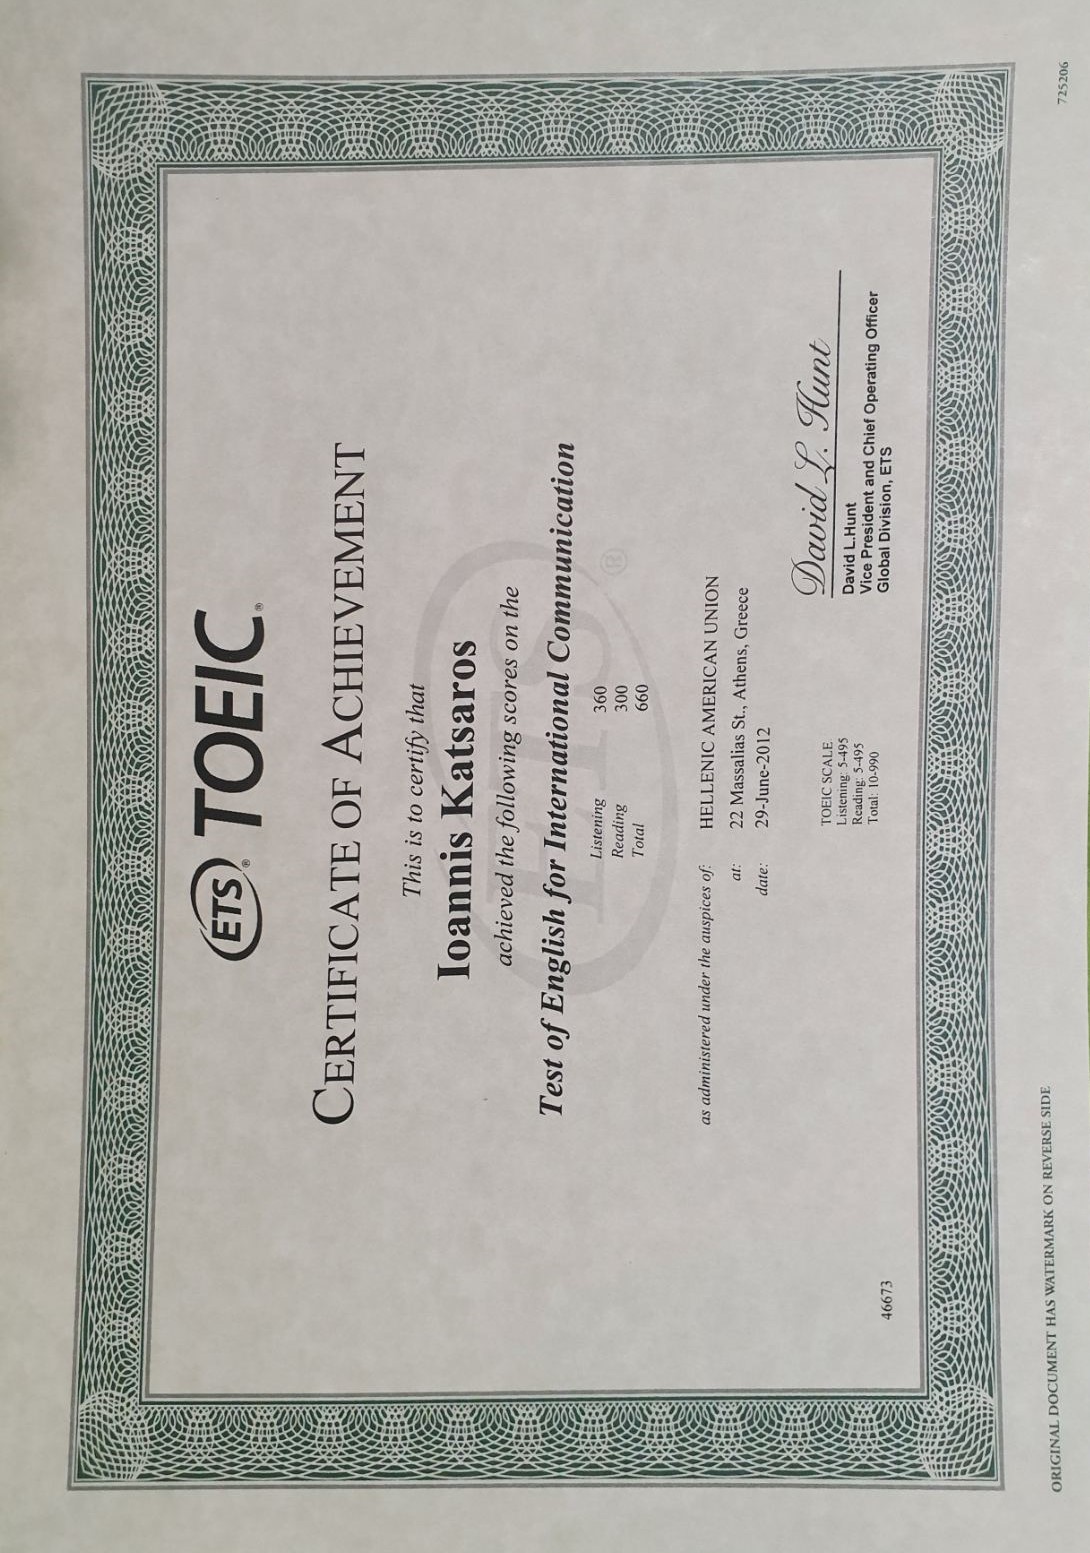 ETS® TOEIC®
CERTIFICATE OF ACHIEVEMENT
This is to certify that
Ioannis Katsaros
achieved the following scores on the
Test of English for International Communication
ETS®
Listening 360
Reading 300
Total 660
as administered under the auspices of: HELLENIC AMERICAN UNION
at: 22 Massalias St., Athens, Greece
date: 29-June-2012
David L. Hunt
TOEIC SCALE
Listening: 5-495
Reading: 5-495
Total: 10-990
David L.Hunt
Vice President and Chief Operating Officer
Global Division, ETS
46673
ORIGINAL DOCUMENT HAS WATERMARK ON REVERSE SIDE
725206